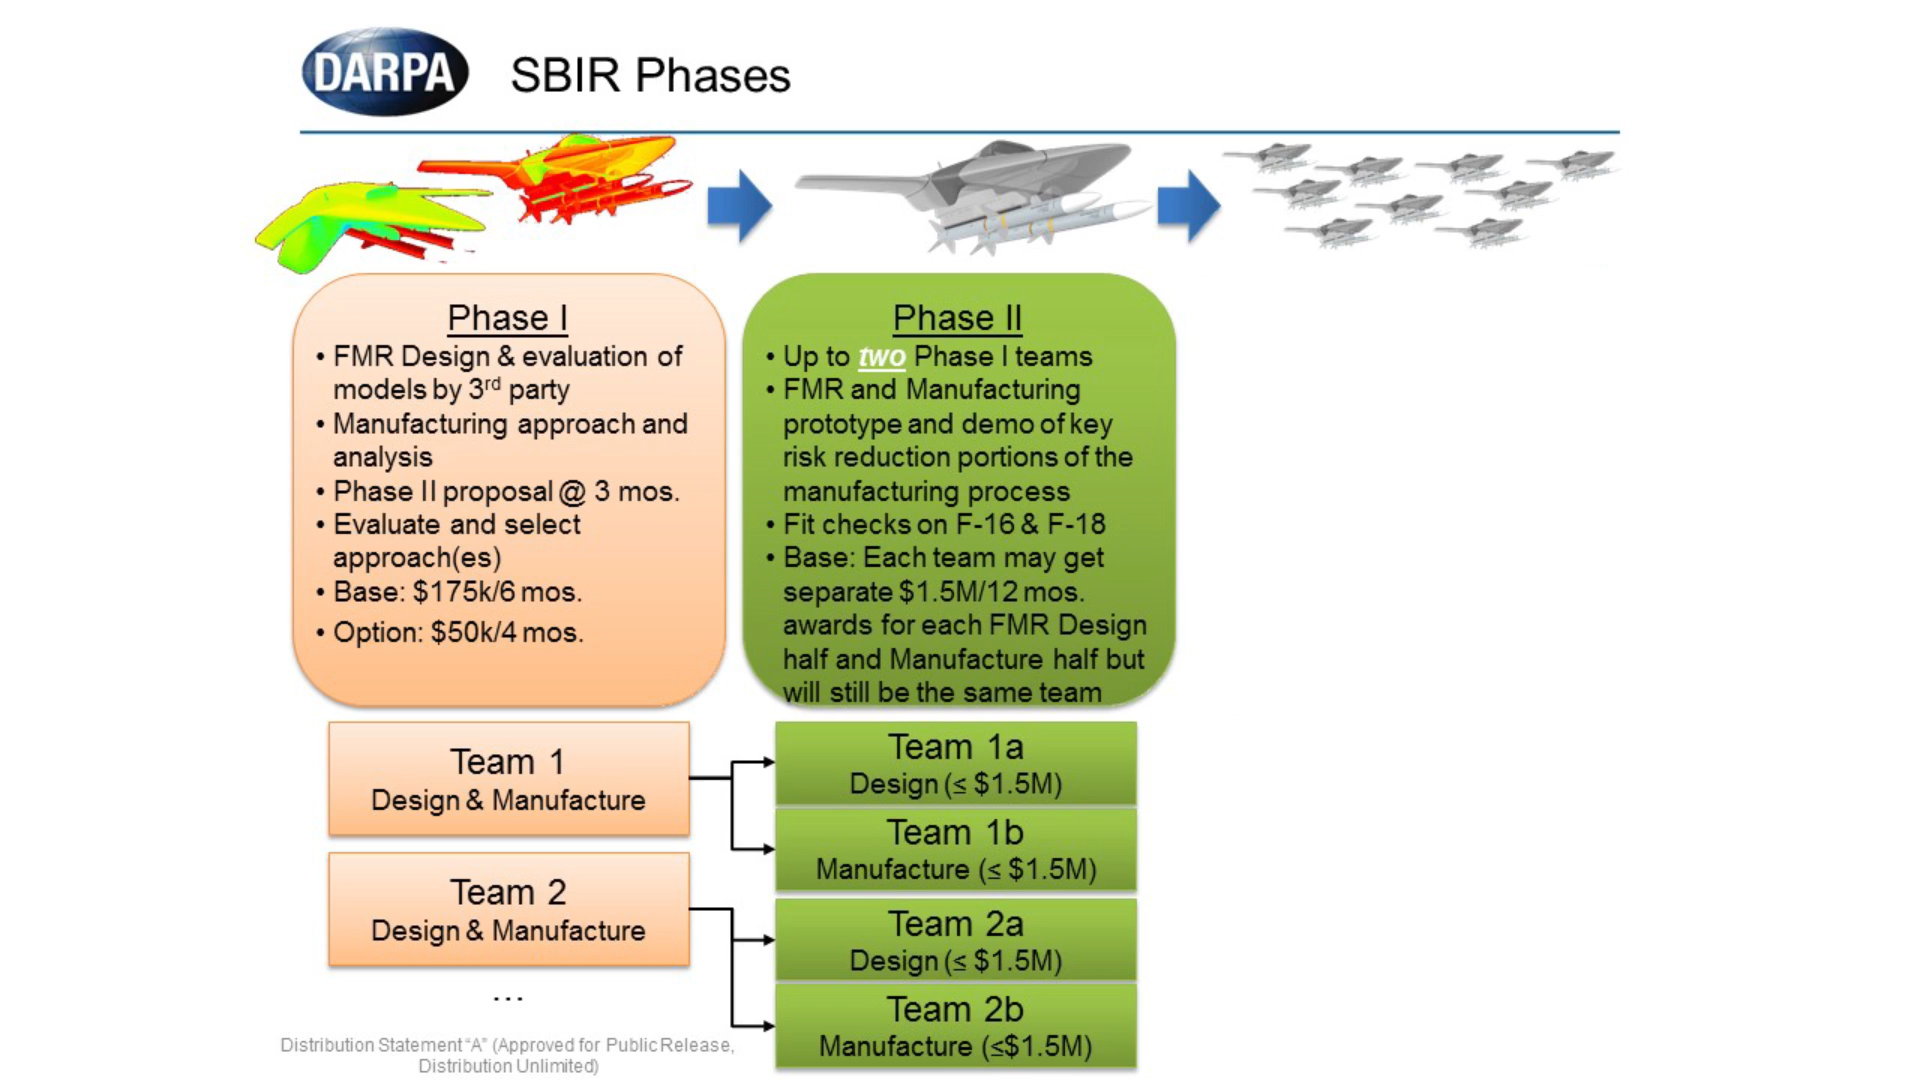 DARPA
SBIR Phases
Phase I
• FMR Design & evaluation of
models by 3rd party
• Manufacturing approach and
analysis
• Phase II proposal @ 3 mos.
• Evaluate and select
approach(es)
• Base: $175k/6 mos.
• Option: $50k/4 mos.
Phase II
• Up to two Phase I teams
• FMR and Manufacturing
prototype and demo of key
risk reduction portions of the
manufacturing process
• Fit checks on F-16 & F-18
• Base: Each team may get
separate $1.5M/12 mos.
awards for each FMR Design
half and Manufacture half but
will still be the same team
Team 1
Design & Manufacture
Team 2
Design & Manufacture
...
Team 1a
Design (≤ $1.5M)
Team 1b
Manufacture (≤ $1.5M)
Team 2a
Design (≤ $1.5M)
Team 2b
Manufacture (≤$1.5M)
Distribution Statement “A” (Approved for Public Release,
Distribution Unlimited)